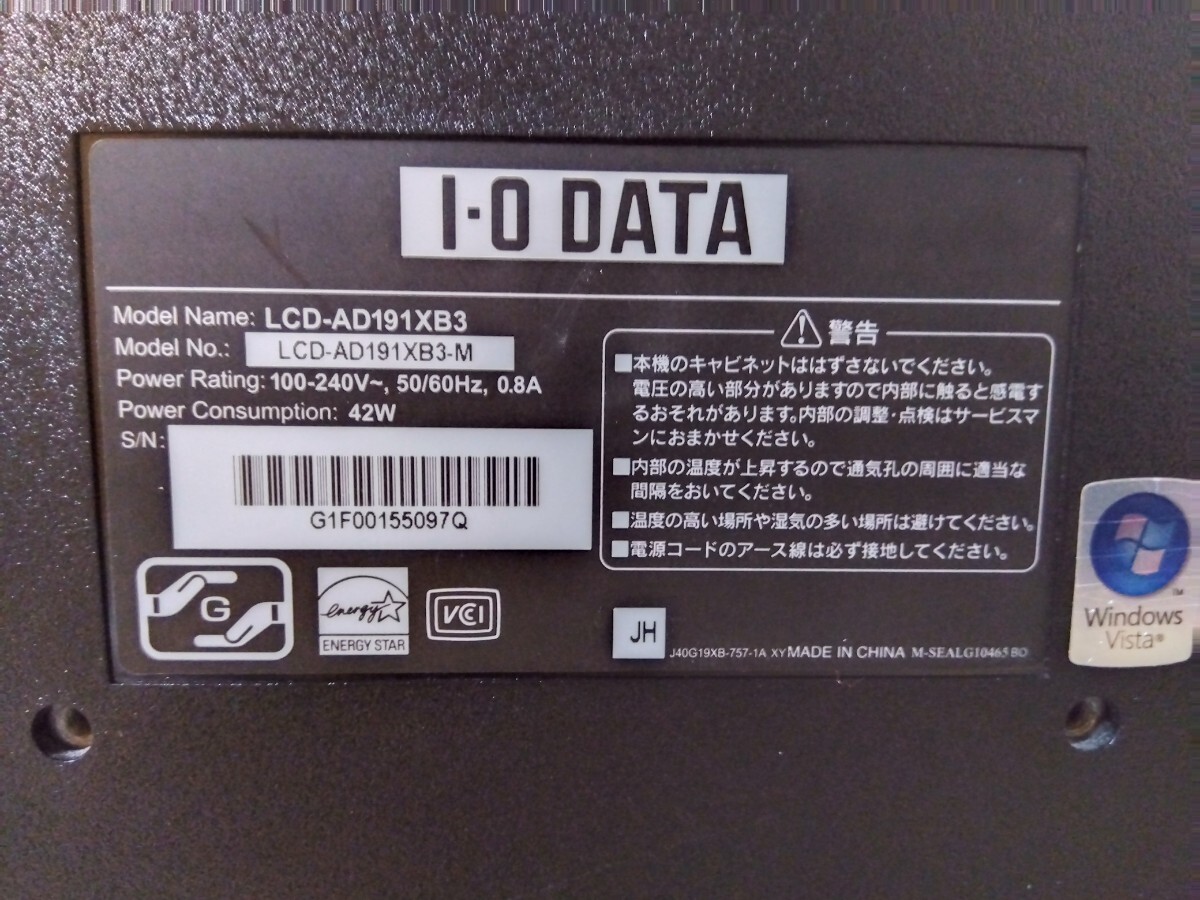 I-O DATA
Model Name: LCD-AD191XB3
Model No.: LCD-AD191XB3-M
Power Rating: 100-240V~, 50/60Hz, 0.8A
Power Consumption: 42W
S/N:
G1F00155097Q
警告
■本機のキャビネットははずさないでください。
電圧の高い部分がありますので内部に触ると感電す
るおそれがあります。内部の調整・点検はサービスマ
ンにおまかせください。
■内部の温度が上昇するので通気孔の周囲に適当な
間隔をおいてください。
■温度の高い場所や湿気の多い場所は避けてください。
■電源コードのアース線は必ず接地してください。
G
energy
ENERGY STAR
VCCI
JH
J40G19XB-757-1A XY MADE IN CHINA M-SEALG10465 BO
Windows
Vista®
TM